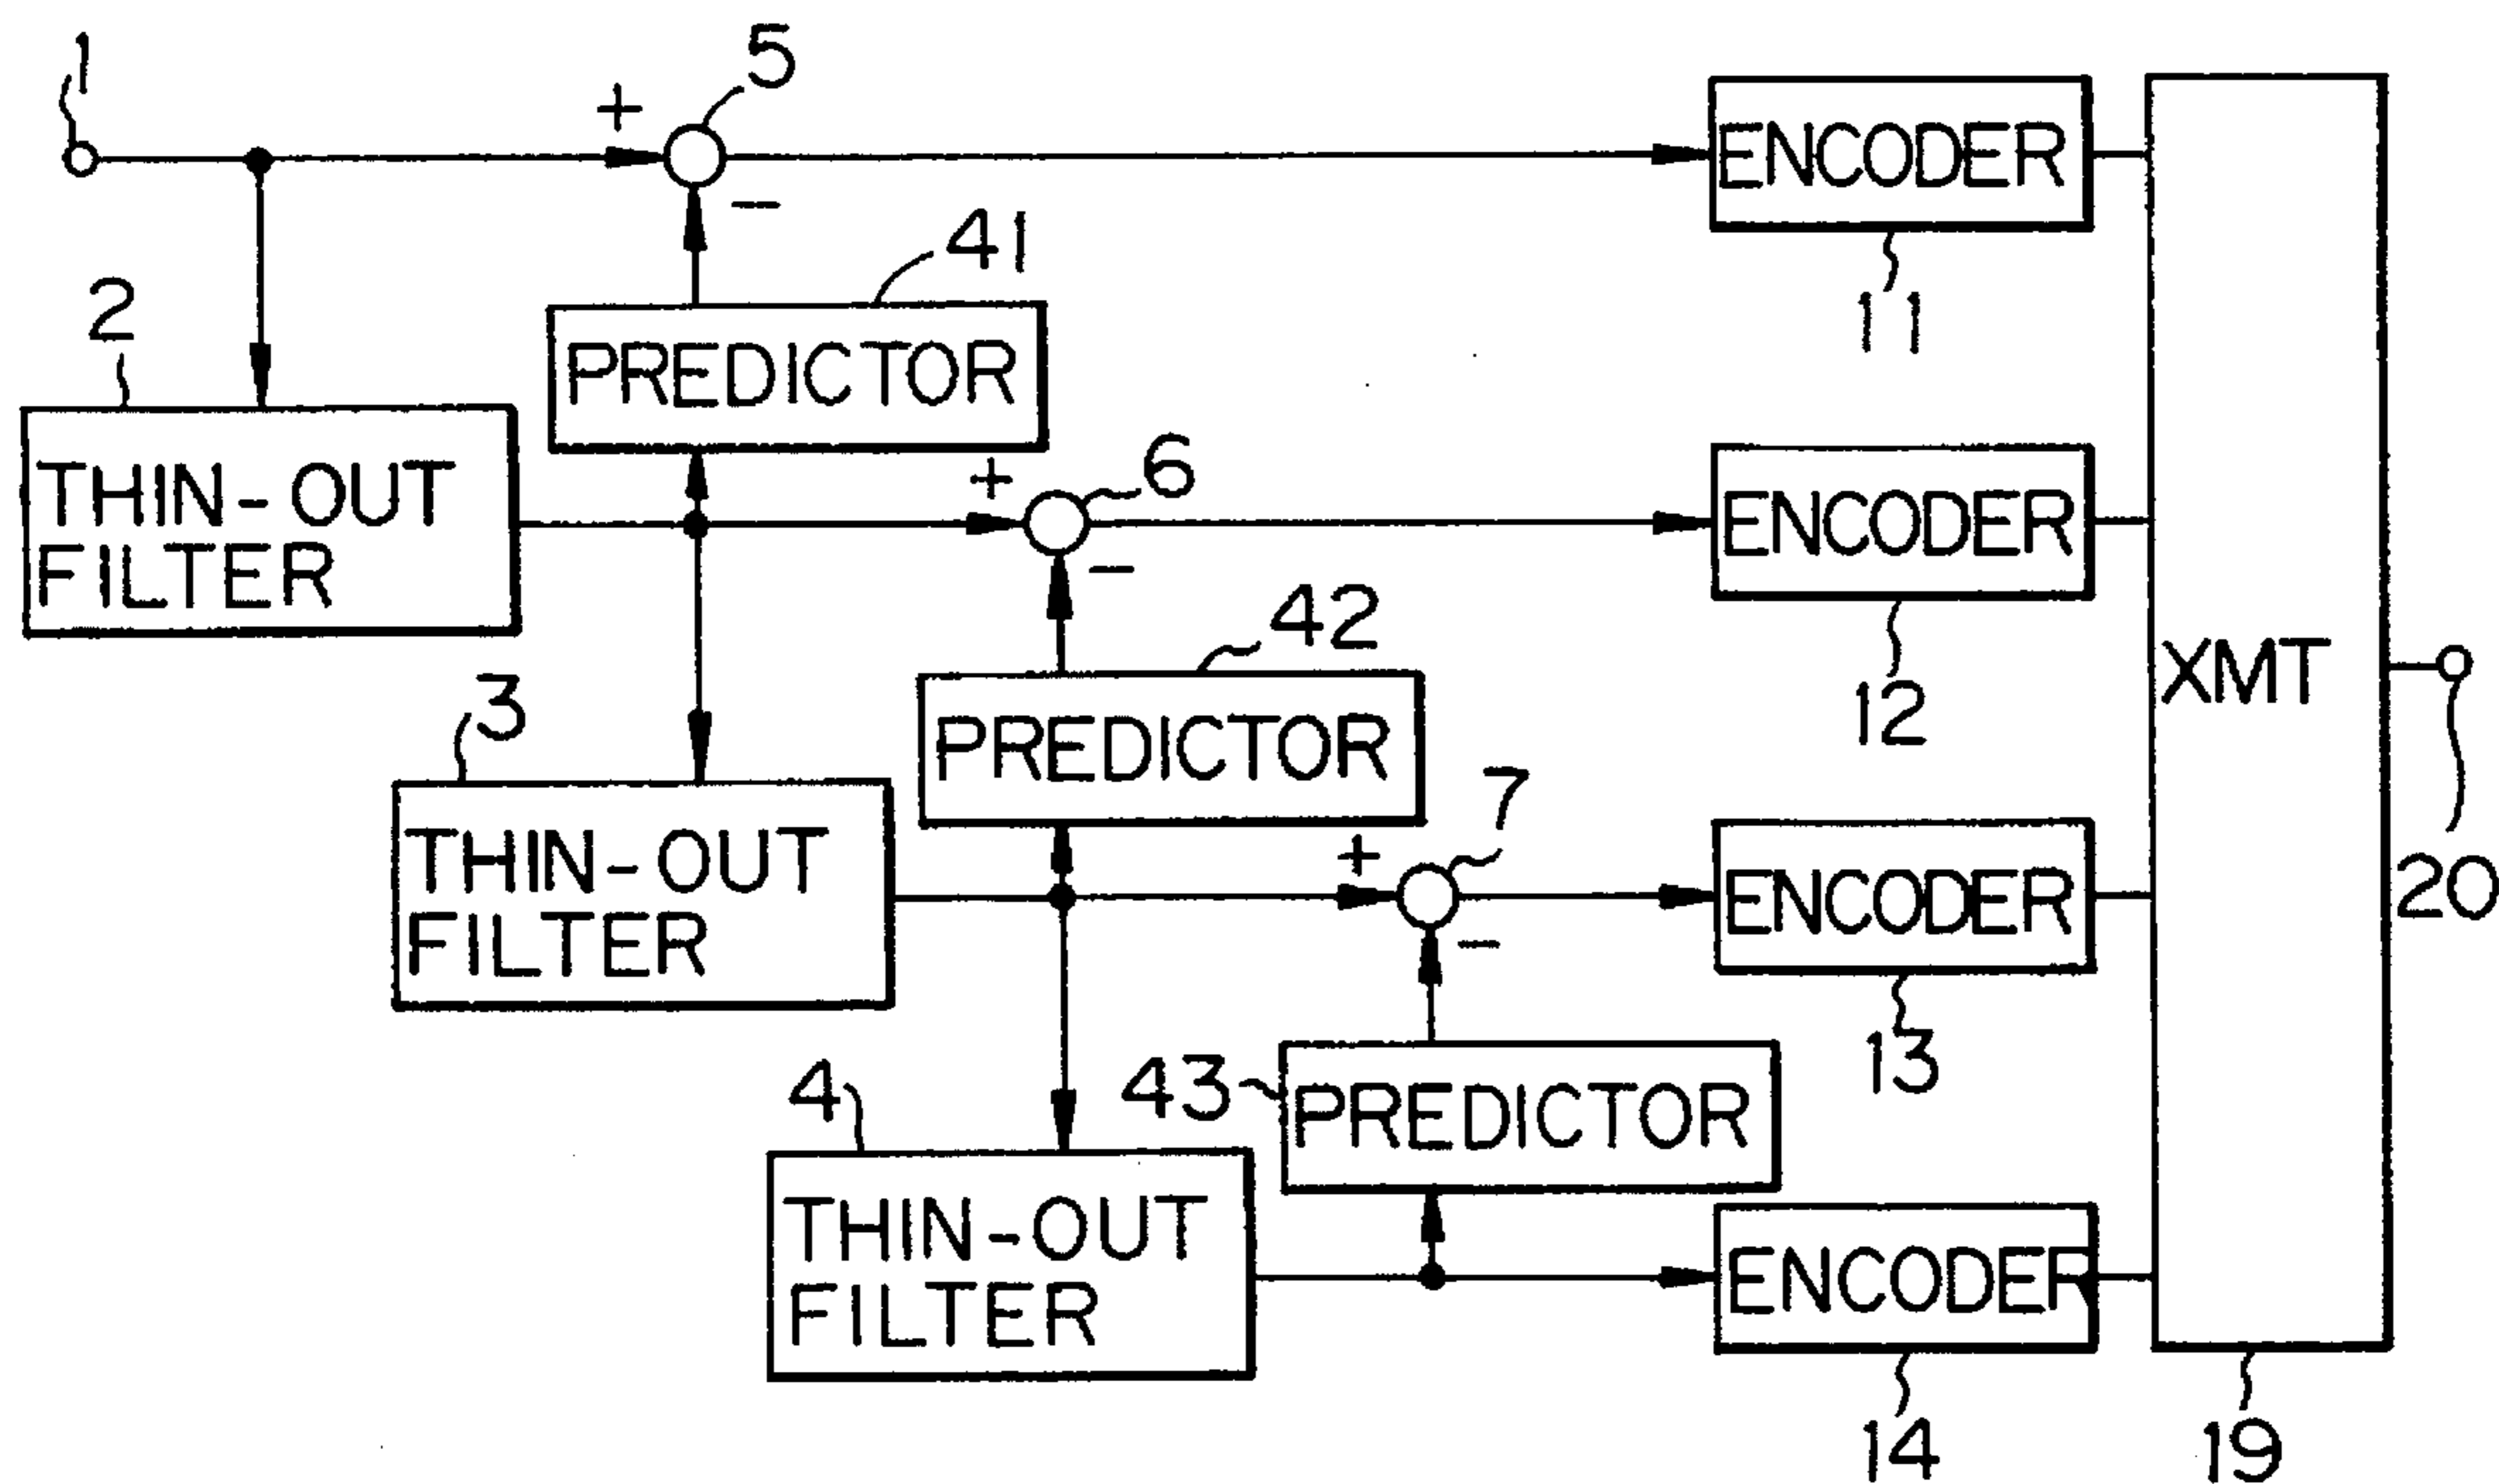 1
5
+
ENCODER
−
41
11
2
PREDICTOR
THIN-OUT
FILTER
+
6
ENCODER
−
42
12
XMT
3
PREDICTOR
7
20
THIN-OUT
FILTER
+
ENCODER
−
13
4
43
PREDICTOR
THIN-OUT
FILTER
ENCODER
14
19